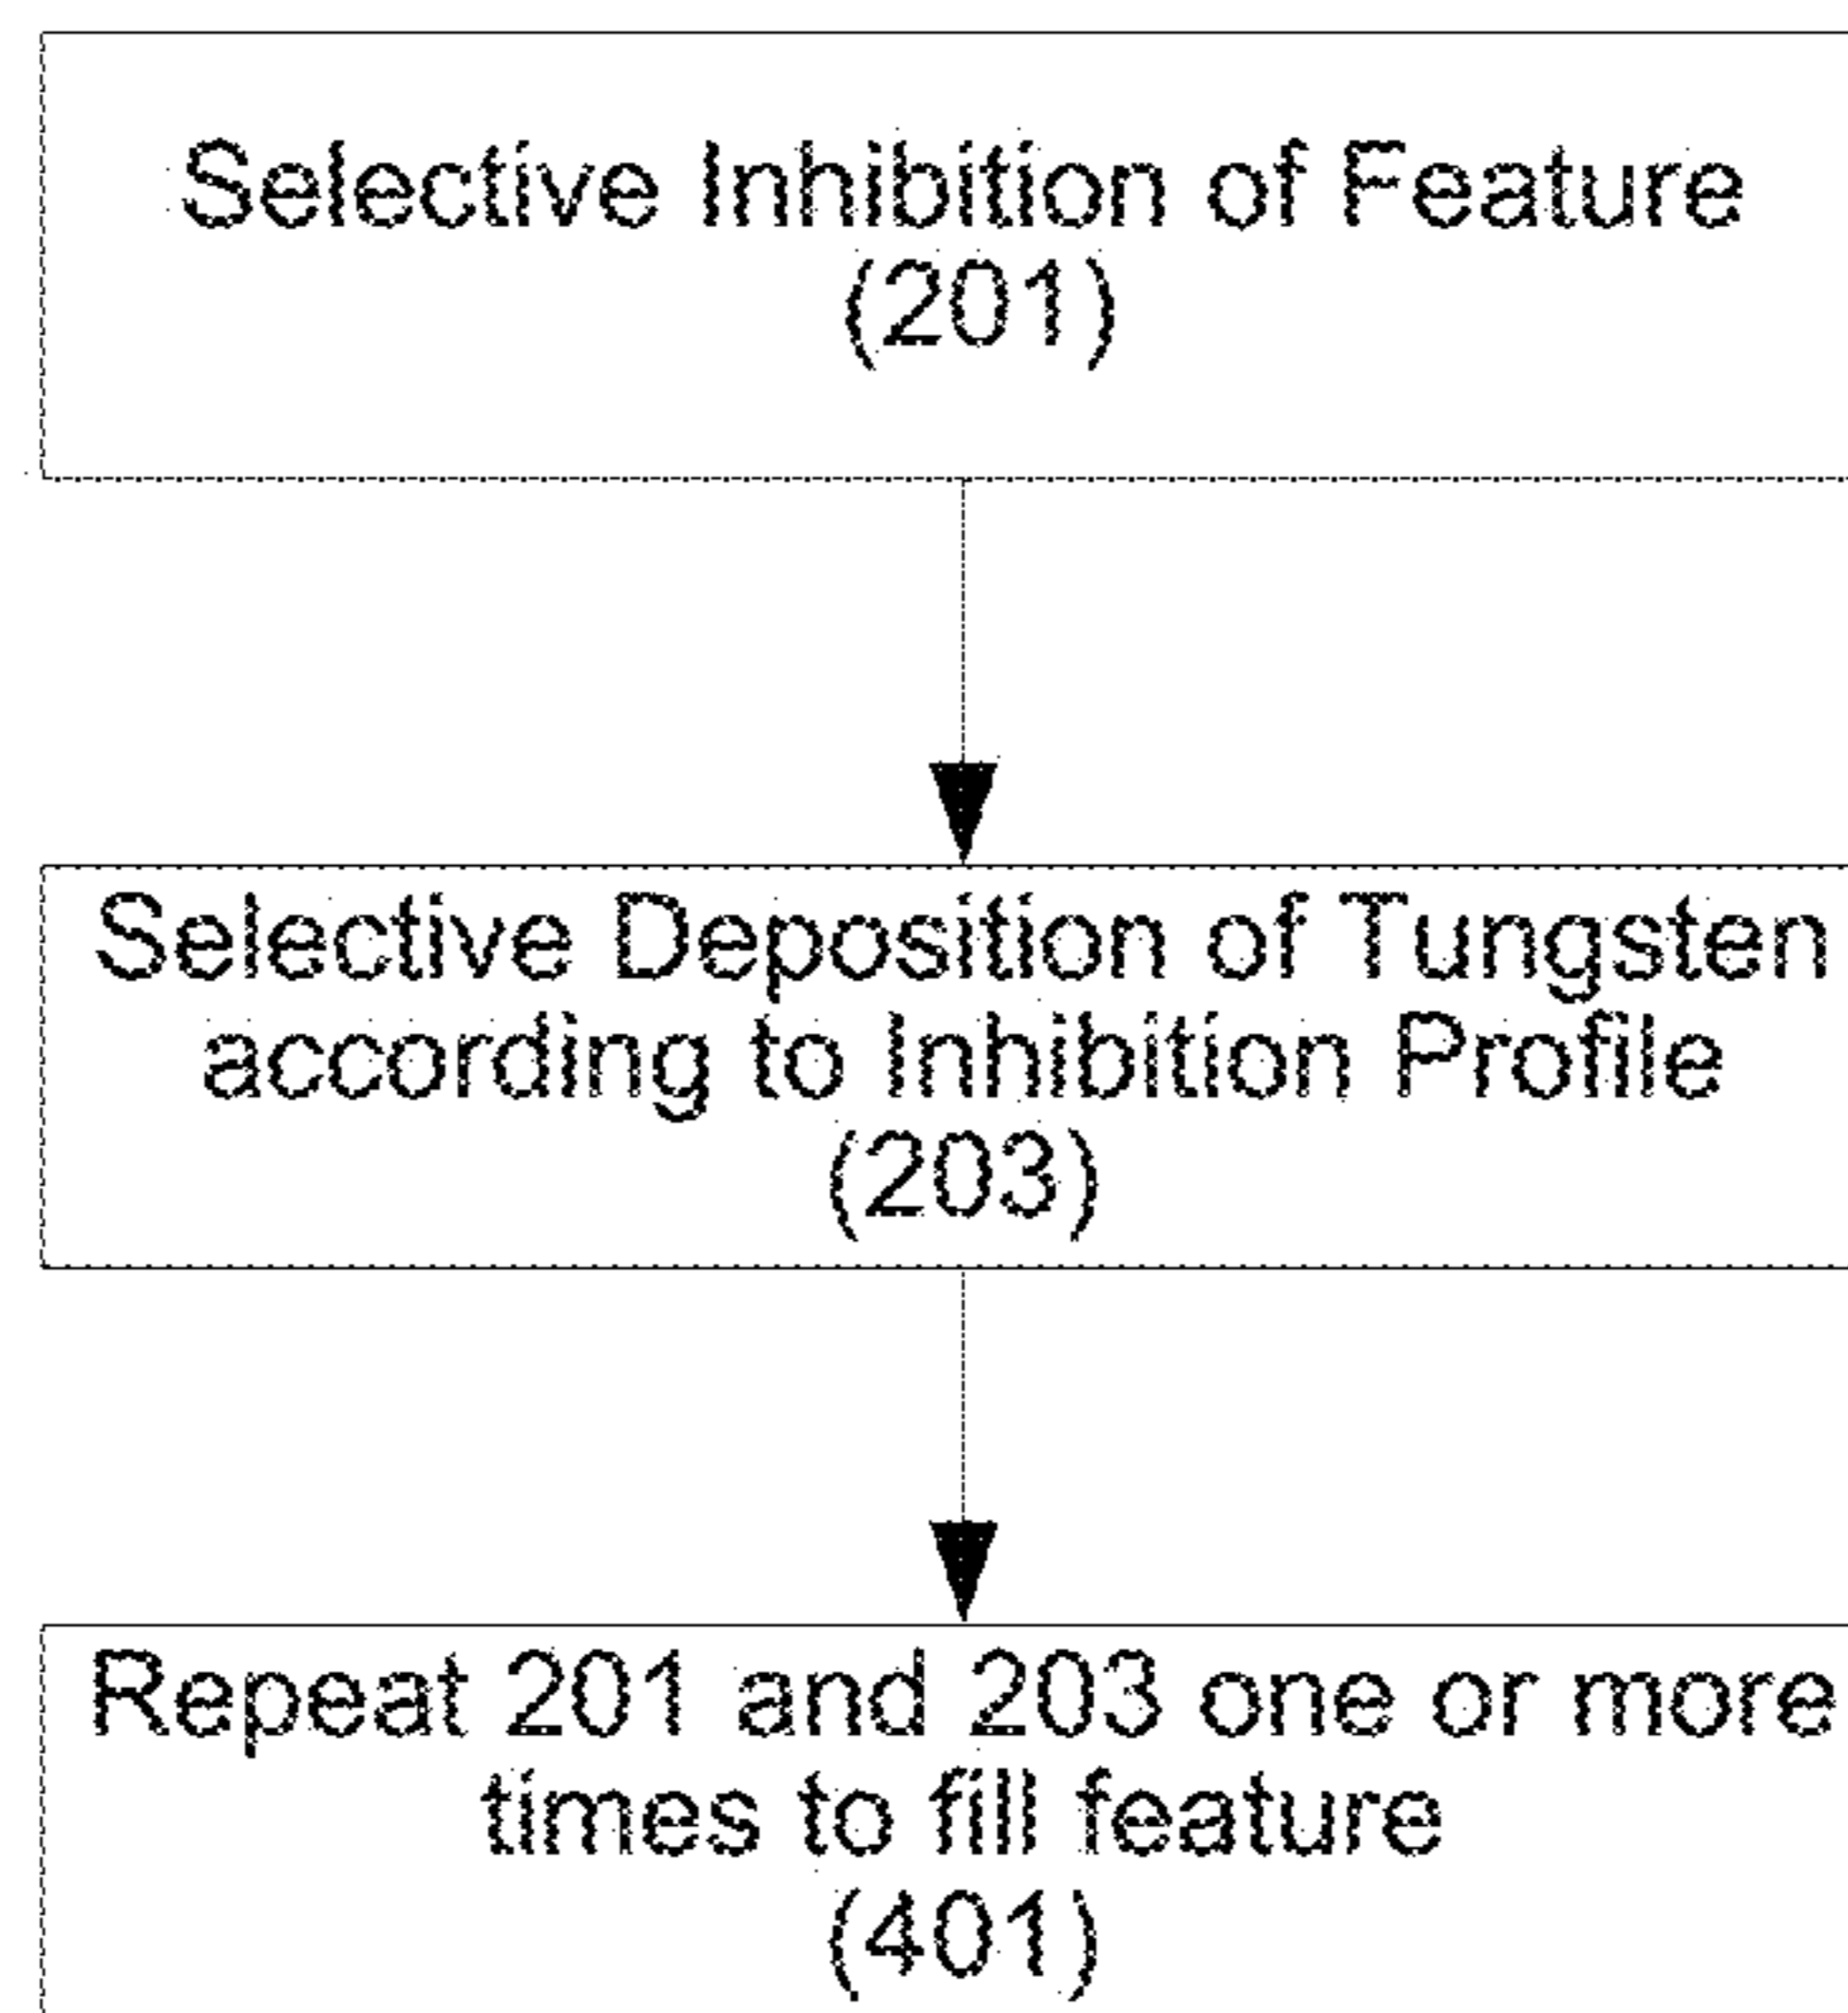 Selective Inhibition of Feature
(201)
Selective Deposition of Tungsten
according to Inhibition Profile
(203)
Repeat 201 and 203 one or more
times to fill feature
(401)